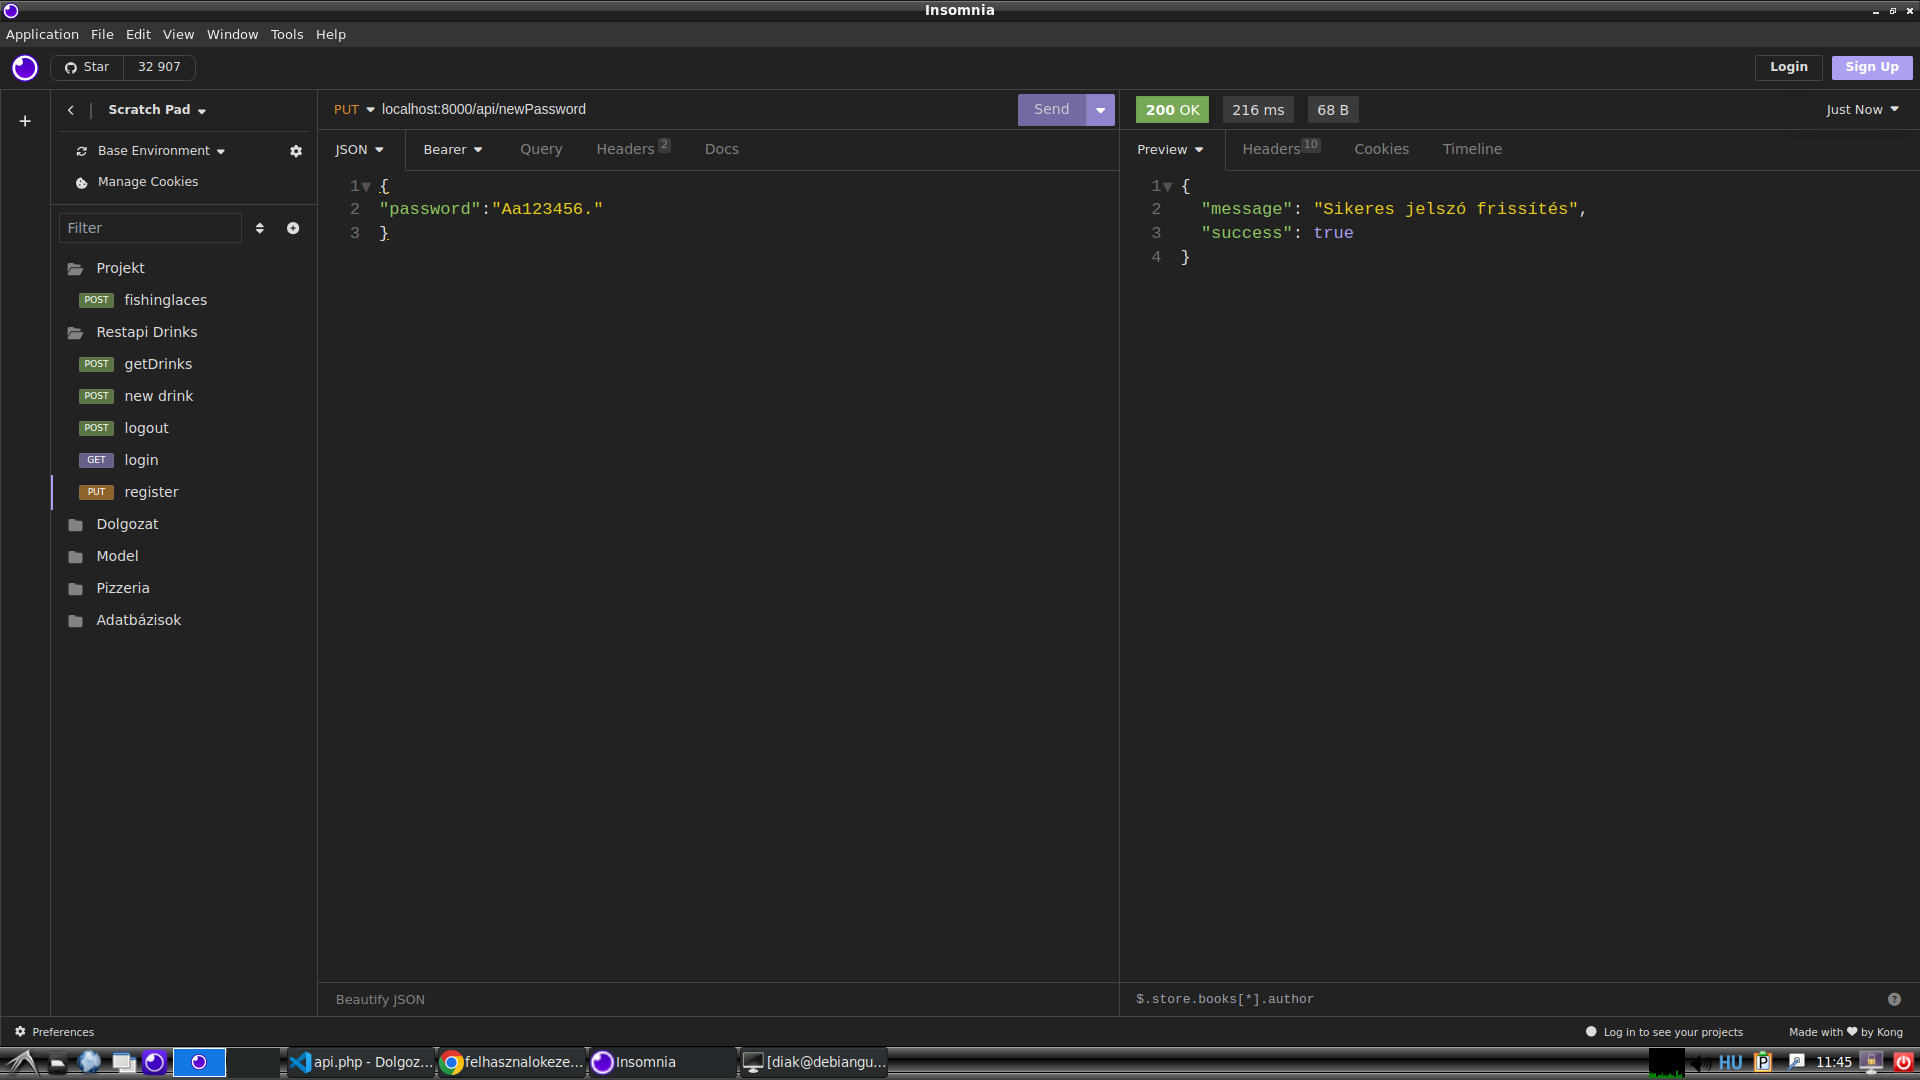 Insomnia
Application File Edit View Window Tools Help
Star 32 907 Login Sign Up
Scratch Pad
PUT localhost:8000/api/newPassword Send
200 OK 216 ms 68 B Just Now
Base Environment
Manage Cookies
JSON Bearer Query Headers 2 Docs
Preview Headers 10 Cookies Timeline
Filter
Projekt
POST fishinglaces
Restapi Drinks
POST getDrinks
POST new drink
POST logout
GET login
PUT register
Dolgozat
Model
Pizzeria
Adatbázisok
1 {
2 "password":"Aa123456."
3 }
1 {
2 "message": "Sikeres jelszó frissítés",
3 "success": true
4 }
Beautify JSON
$.store.books[*].author
?
Preferences
Log in to see your projects Made with ❤ by Kong
api.php - Dolgoz... felhasznalokeze... Insomnia [diak@debiangu... HU 11:45